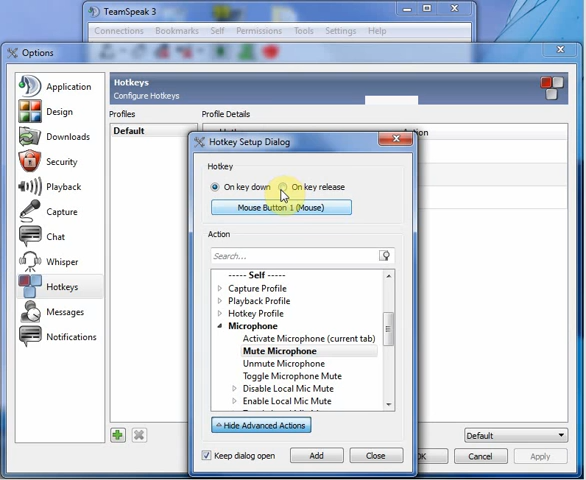 TeamSpeak 3
Connections Bookmarks Self Permissions Tools Settings Help
Options
Application
Design
Downloads
Security
Playback
Capture
Chat
Whisper
Hotkeys
Messages
Notifications
Hotkeys
Configure Hotkeys
Profiles
Default
Profile Details
Action
Hotkey Setup Dialog
Hotkey
On key down On key release
Mouse Button 1 (Mouse)
Action
Search...
----- Self -----
Capture Profile
Playback Profile
Hotkey Profile
Microphone
Activate Microphone (current tab)
Mute Microphone
Unmute Microphone
Toggle Microphone Mute
Disable Local Mic Mute
Enable Local Mic Mute
Hide Advanced Actions
Keep dialog open Add Close
Default
OK Cancel Apply